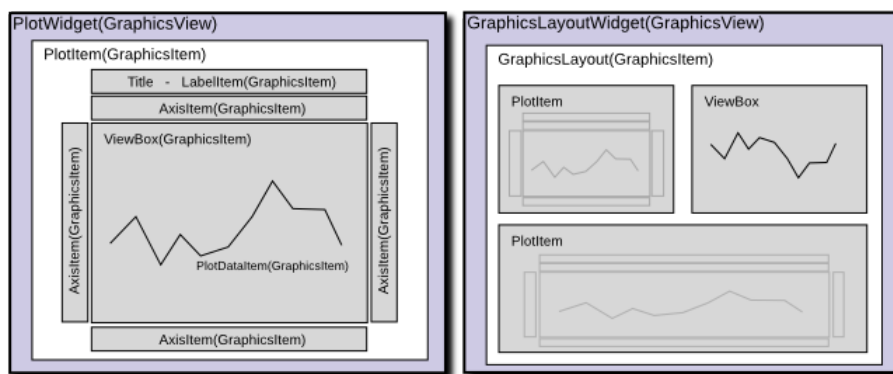 PlotWidget(GraphicsView)
PlotItem(GraphicsItem)
Title - LabelItem(GraphicsItem)
AxisItem(GraphicsItem)
AxisItem(GraphicsItem)
ViewBox(GraphicsItem)
PlotDataItem(GraphicsItem)
AxisItem(GraphicsItem)
AxisItem(GraphicsItem)
GraphicsLayoutWidget(GraphicsView)
GraphicsLayout(GraphicsItem)
PlotItem
ViewBox
PlotItem